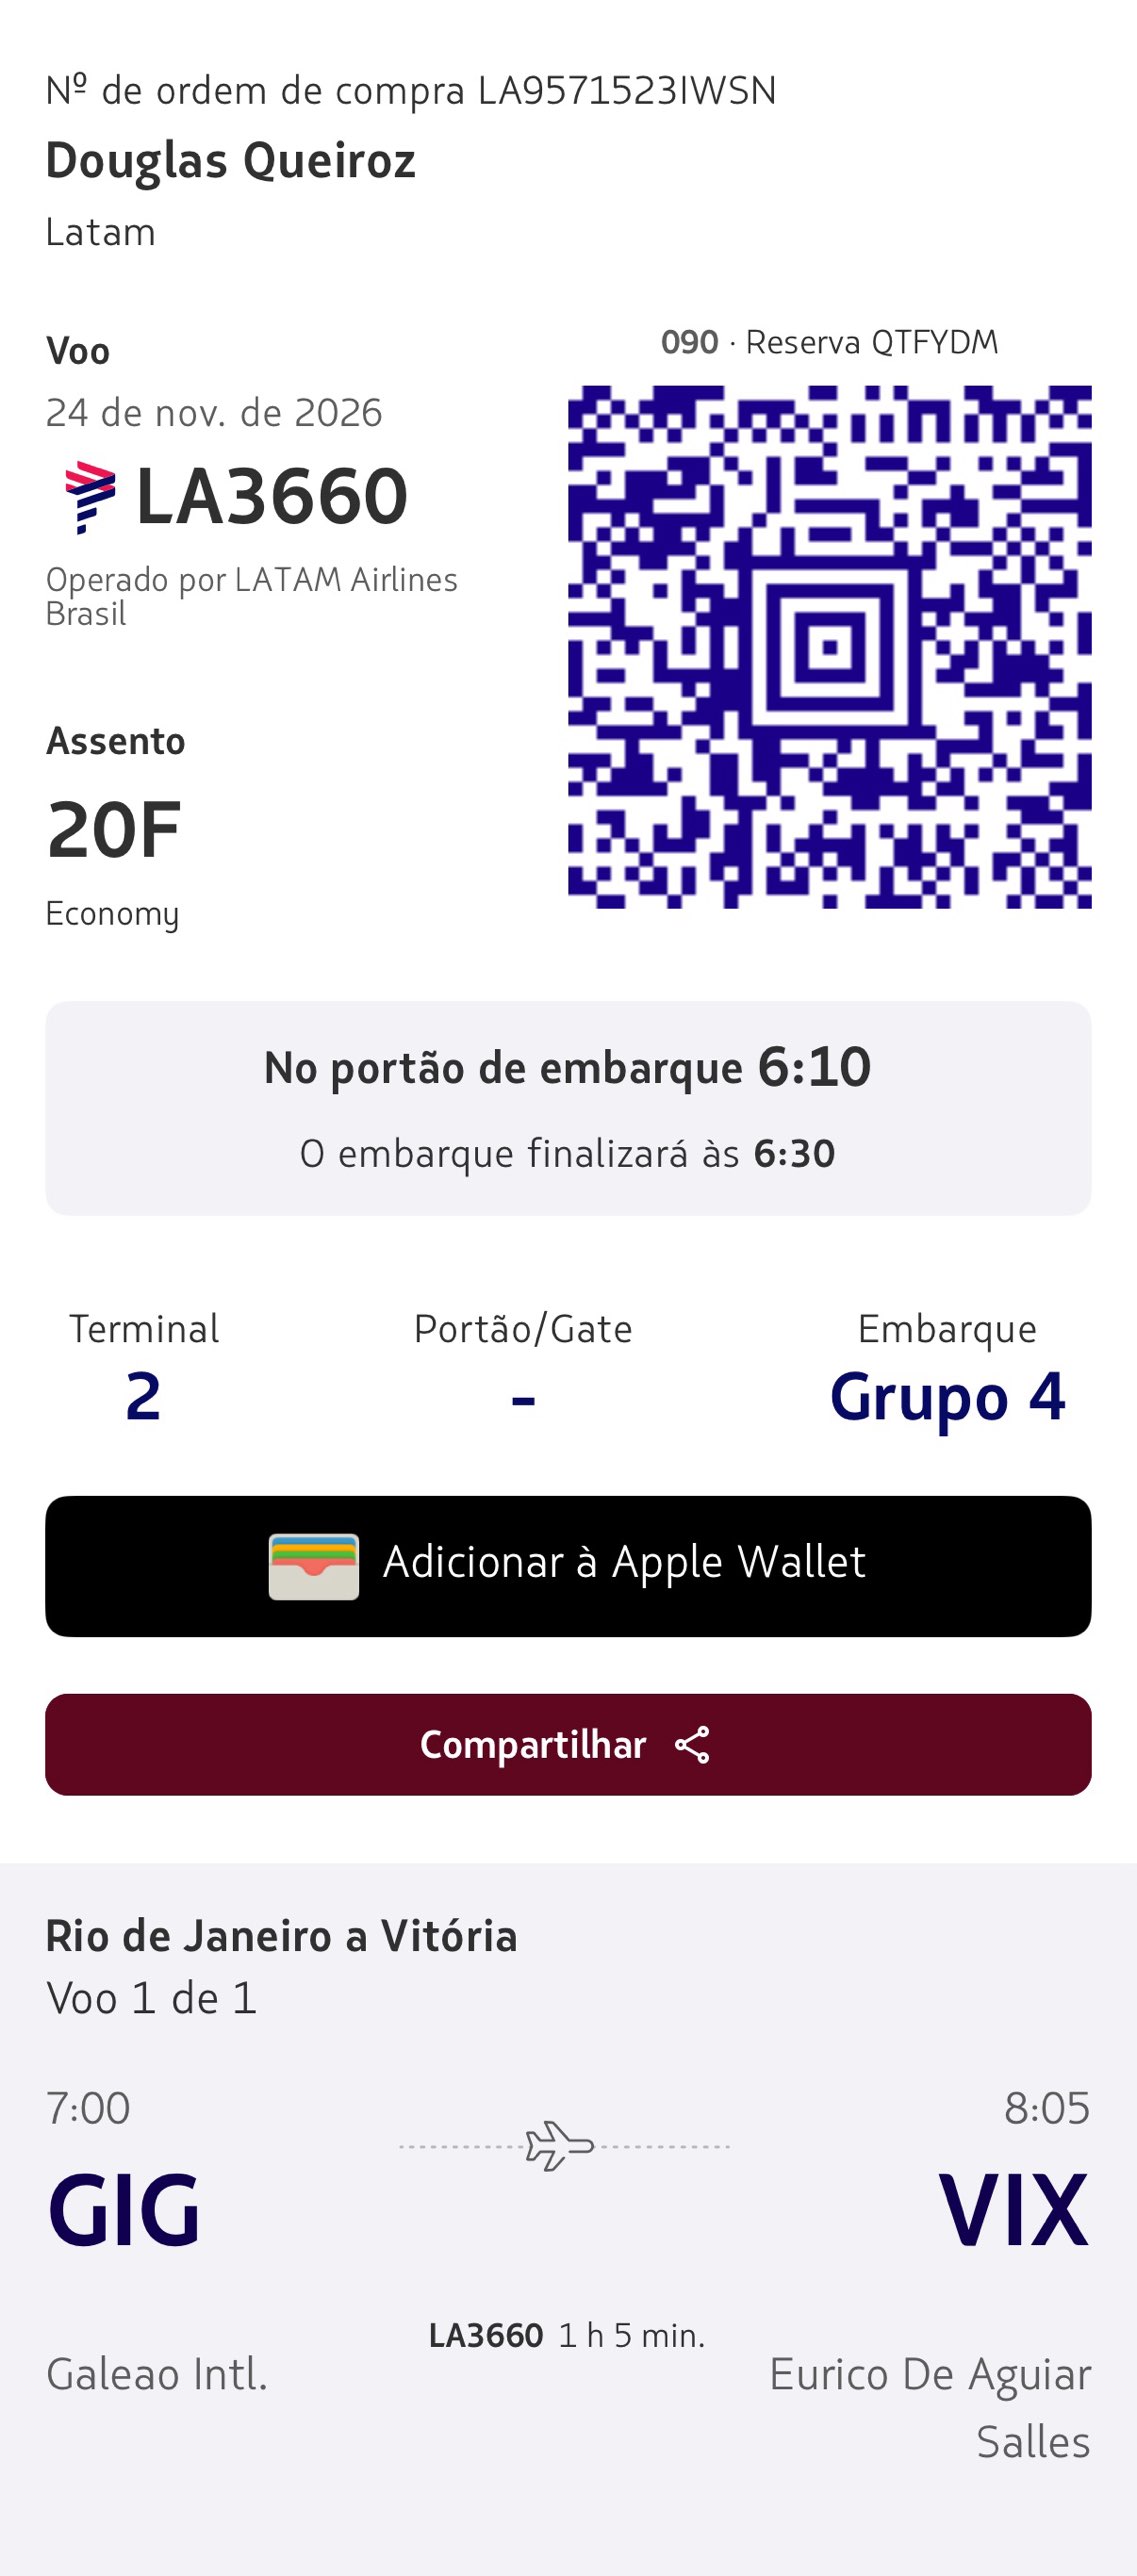 Nº de ordem de compra LA9571523IWSN
Douglas Queiroz
Latam
Voo
24 de nov. de 2026
LA3660
Operado por LATAM Airlines
Brasil
Assento
20F
Economy
090 · Reserva QTFYDM
No portão de embarque 6:10
O embarque finalizará às 6:30
Terminal
2
Portão/Gate
-
Embarque
Grupo 4
Adicionar à Apple Wallet
Compartilhar
Rio de Janeiro a Vitória
Voo 1 de 1
7:00
8:05
GIG
VIX
LA3660 1 h 5 min.
Galeao Intl.
Eurico De Aguiar
Salles